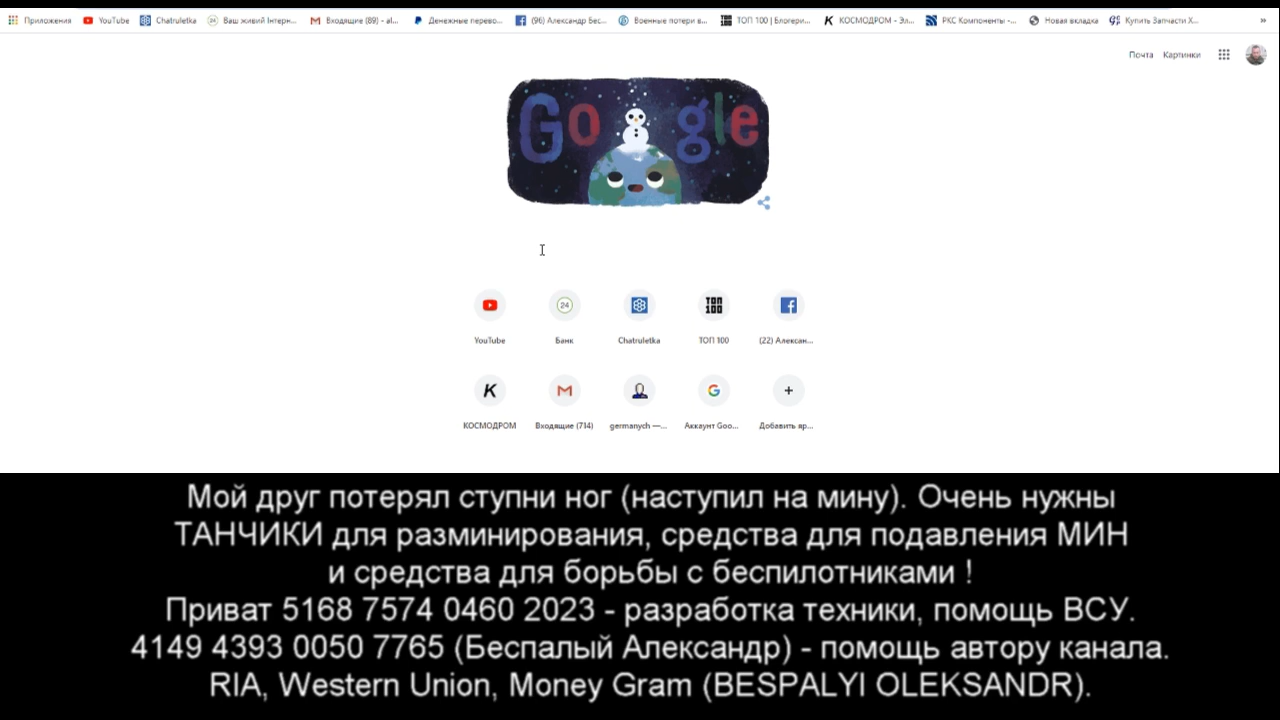 Приложения YouTube Chatruletka Ваш живий Інтерн... Входящие (89) - al... Денежные перево... (96) Александр Бес... Военные потери в... ТОП 100 | Блогери... КОСМОДРОМ - Эл... РКС Компоненты -... Новая вкладка Купить Запчасти Х... »
Почта Картинки
Google
YouTube Банк Chatruletka ТОП 100 (22) Алексан...
КОСМОДРОМ Входящие (714) germanych —... Аккаунт Goo... Добавить яр...
Мой друг потерял ступни ног (наступил на мину). Очень нужны
ТАНЧИКИ для разминирования, средства для подавления МИН
и средства для борьбы с беспилотниками !
Приват 5168 7574 0460 2023 - разработка техники, помощь ВСУ.
4149 4393 0050 7765 (Беспалый Александр) - помощь автору канала.
RIA, Western Union, Money Gram (BESPALYI OLEKSANDR).